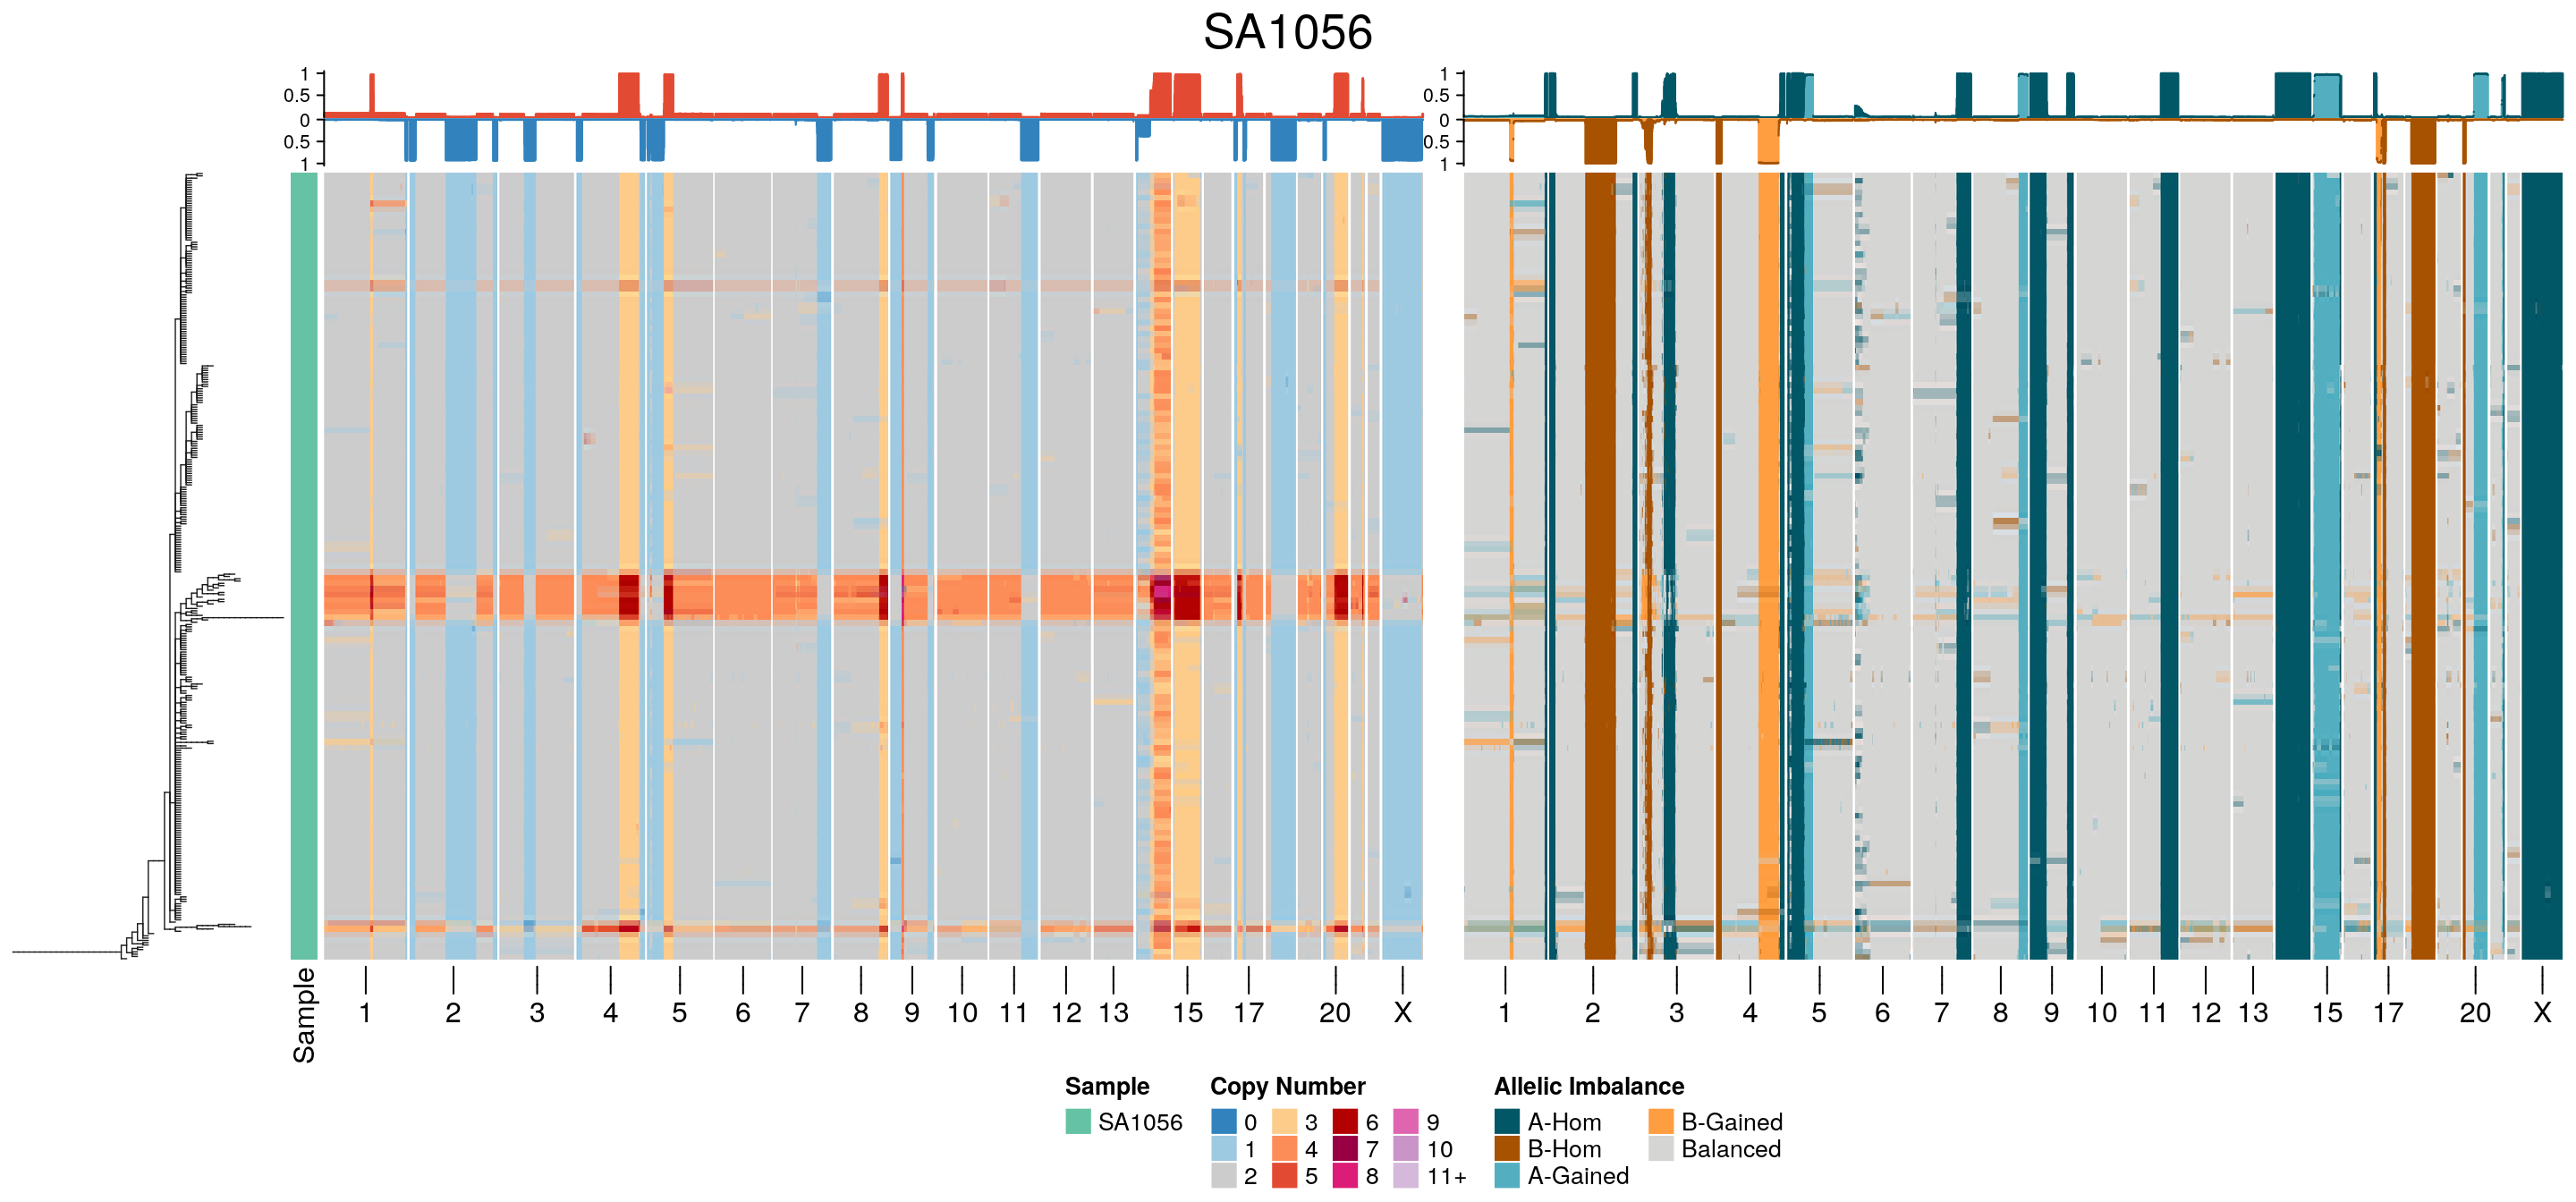 SA1056
1
0.5
0
0.5
1
1
0.5
0
0.5
1
Sample
1 2 3 4 5 6 7 8 9 10 11 12 13 15 17 20 X
1 2 3 4 5 6 7 8 9 10 11 12 13 15 17 20 X
Sample
SA1056
Copy Number
0 3 6 9
1 4 7 10
2 5 8 11+
Allelic Imbalance
A-Hom B-Gained
B-Hom Balanced
A-Gained